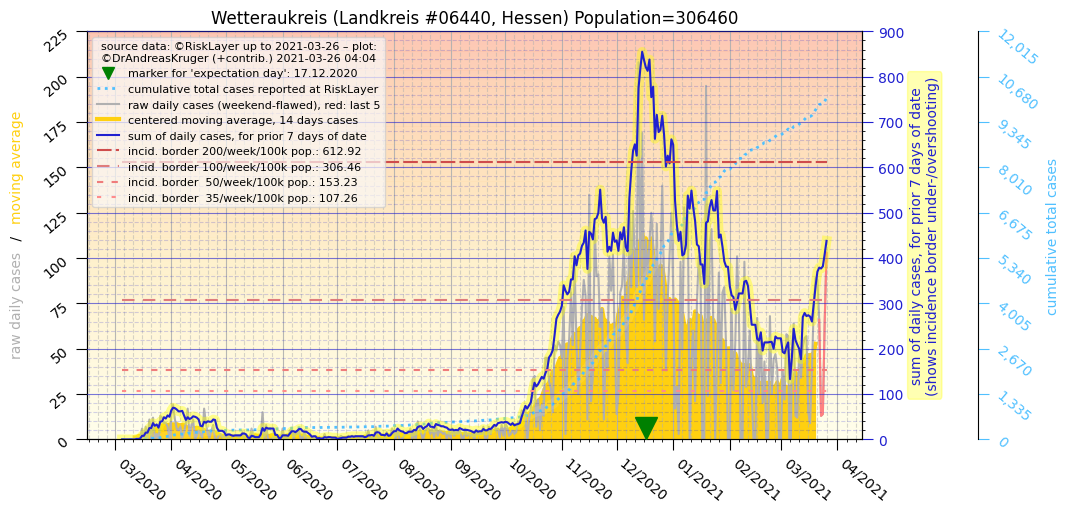 Wetteraukreis (Landkreis #06440, Hessen) Population=306460
source data: ©RiskLayer up to 2021-03-26 – plot:
©DrAndreasKruger (+contrib.) 2021-03-26 04:04
marker for 'expectation day': 17.12.2020
cumulative total cases reported at RiskLayer
raw daily cases (weekend-flawed), red: last 5
centered moving average, 14 days cases
sum of daily cases, for prior 7 days of date
incid. border 200/week/100k pop.: 612.92
incid. border 100/week/100k pop.: 306.46
incid. border  50/week/100k pop.: 153.23
incid. border  35/week/100k pop.: 107.26
raw daily cases / moving average
225
200
175
150
125
100
75
50
25
0
03/2020
04/2020
05/2020
06/2020
07/2020
08/2020
09/2020
10/2020
11/2020
12/2020
01/2021
02/2021
03/2021
04/2021
900
800
700
600
500
400
300
200
100
0
sum of daily cases, for prior 7 days of date
(shows incidence border under-/overshooting)
12,015
10,680
9,345
8,010
6,675
5,340
4,005
2,670
1,335
0
cumulative total cases